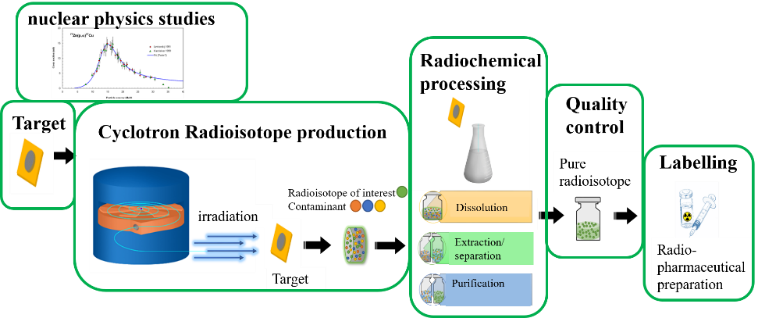 nuclear physics studies
Target
Cyclotron Radioisotope production
irradiation
Radioisotope of interest
Contaminant
Target
Radiochemical
processing
Dissolution
Extraction/
separation
Purification
Quality
control
Pure
radioisotope
Labelling
Radio-
pharmaceutical
preparation